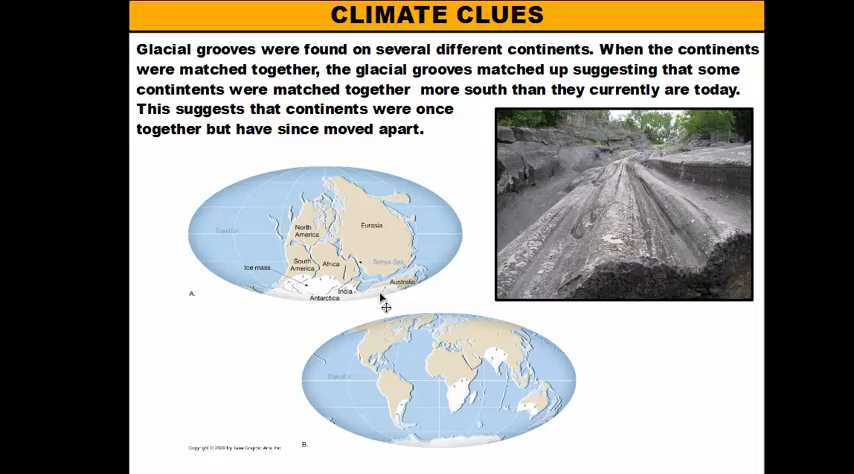 CLIMATE CLUES
Glacial grooves were found on several different continents. When the continents
were matched together, the glacial grooves matched up suggesting that some
contintents were matched together more south than they currently are today.
This suggests that continents were once
together but have since moved apart.
Equator
North
America
Eurasia
South
America
Africa
Tethys Sea
Ice mass
India
Australia
Antarctica
A.
Equator
B.